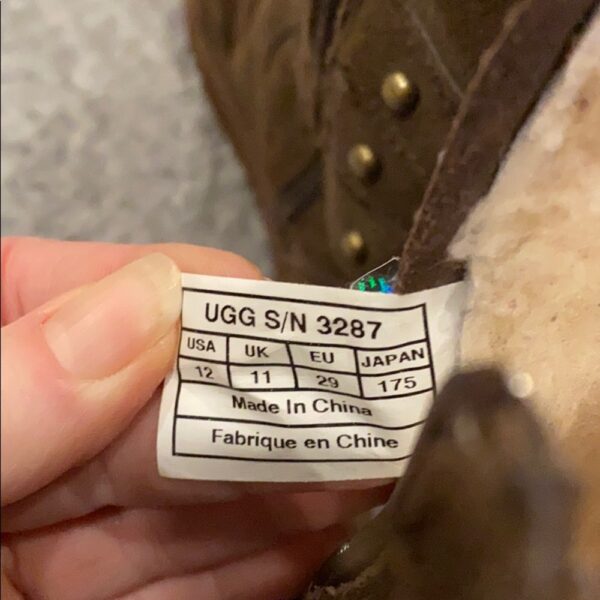 UGG S/N 3287
USA UK EU JAPAN
12 11 29 175
Made In China
Fabrique en Chine